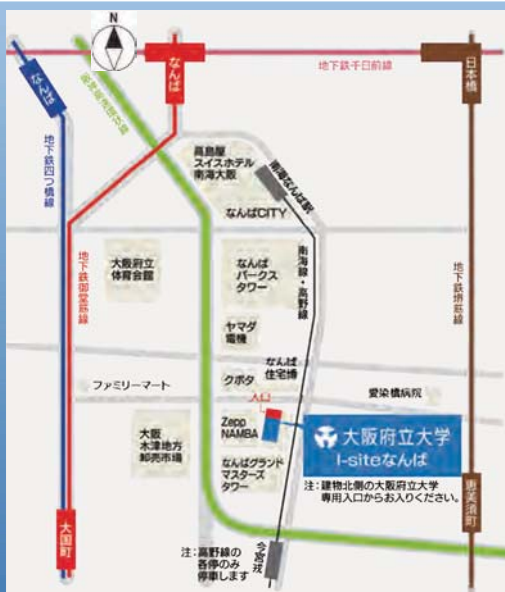 N
なんば
なんば
地下鉄千日前線
日本橋
阪神高速環状線
地下鉄四つ橋線
高島屋
スイスホテル
南海大阪
南海なんば駅
なんばCITY
大阪府立
体育会館
なんば
パークス
タワー
南海線・高野線
地下鉄御堂筋線
地下鉄堺筋線
ヤマダ
電機
なんば
住宅博
ファミリーマート
クボタ
入口
愛染橋病院
大阪
木津地方
卸売市場
Zepp
NAMBA
大阪府立大学
I-siteなんば
なんばグランド
マスターズ
タワー
注：建物北側の大阪府立大学
専用入口からお入りください。
大国町
恵美須町
注：高野線の
各停のみ
停車します
今宮戎